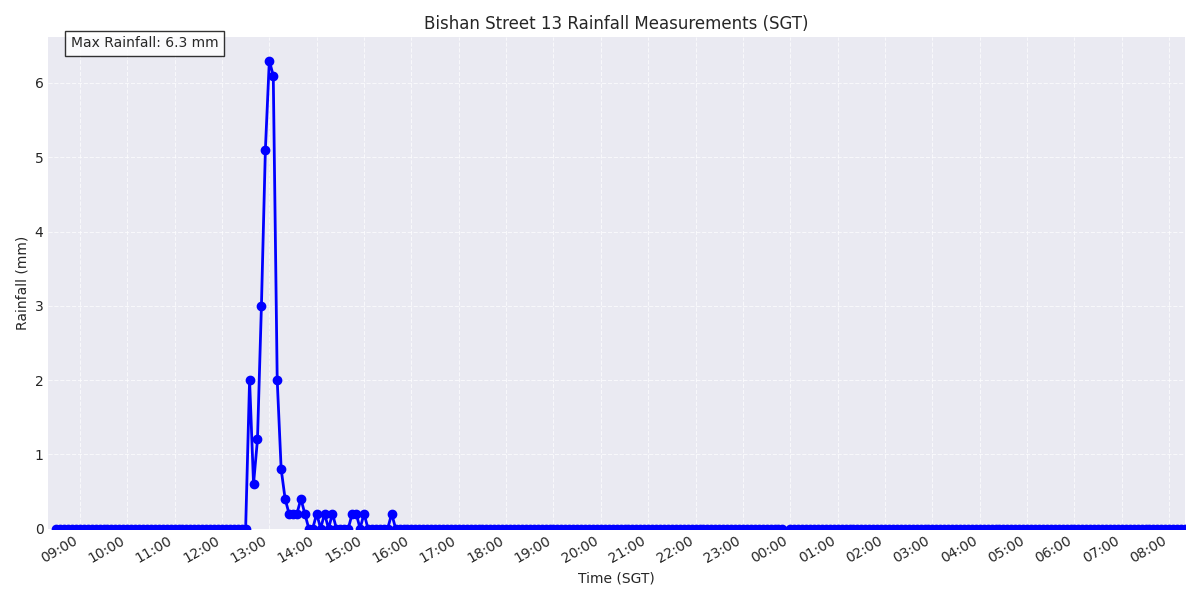 Bishan Street 13 Rainfall Measurements (SGT)
Max Rainfall: 6.3 mm
6
5
4
3
2
1
0
Rainfall (mm)
09:00 10:00 11:00 12:00 13:00 14:00 15:00 16:00 17:00 18:00 19:00 20:00 21:00 22:00 23:00 00:00 01:00 02:00 03:00 04:00 05:00 06:00 07:00 08:00
Time (SGT)